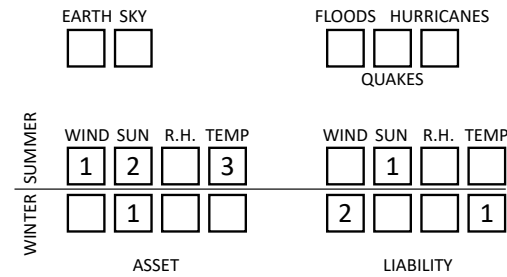 EARTH SKY FLOODS HURRICANES
QUAKES
SUMMER
WIND SUN R.H. TEMP WIND SUN R.H. TEMP
1 2 3 1
WINTER
1 2 1
ASSET LIABILITY